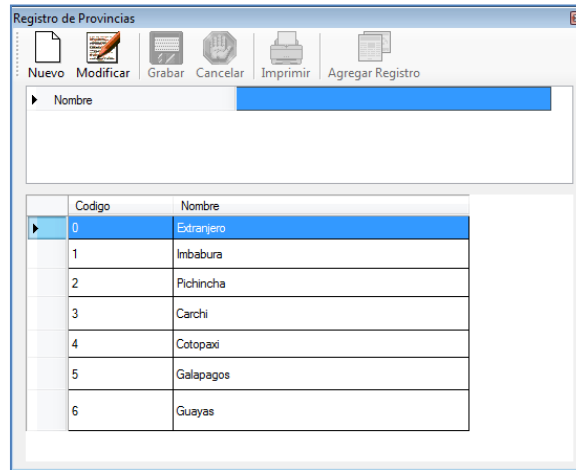 Registro de Provincias
Nuevo Modificar Grabar Cancelar Imprimir Agregar Registro
Nombre
Codigo Nombre
0 Extranjero
1 Imbabura
2 Pichincha
3 Carchi
4 Cotopaxi
5 Galapagos
6 Guayas